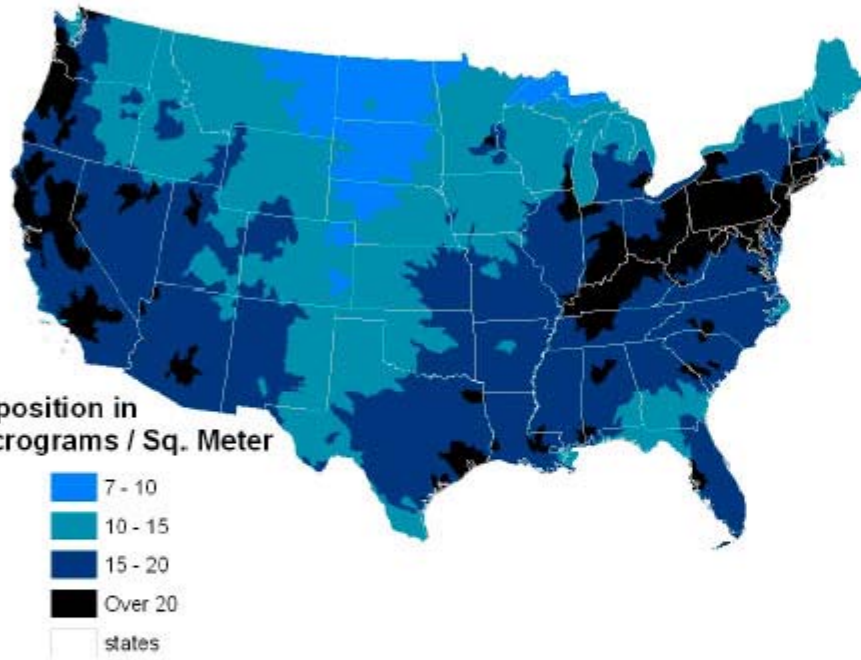 position in
crograms / Sq. Meter
7 - 10
10 - 15
15 - 20
Over 20
states